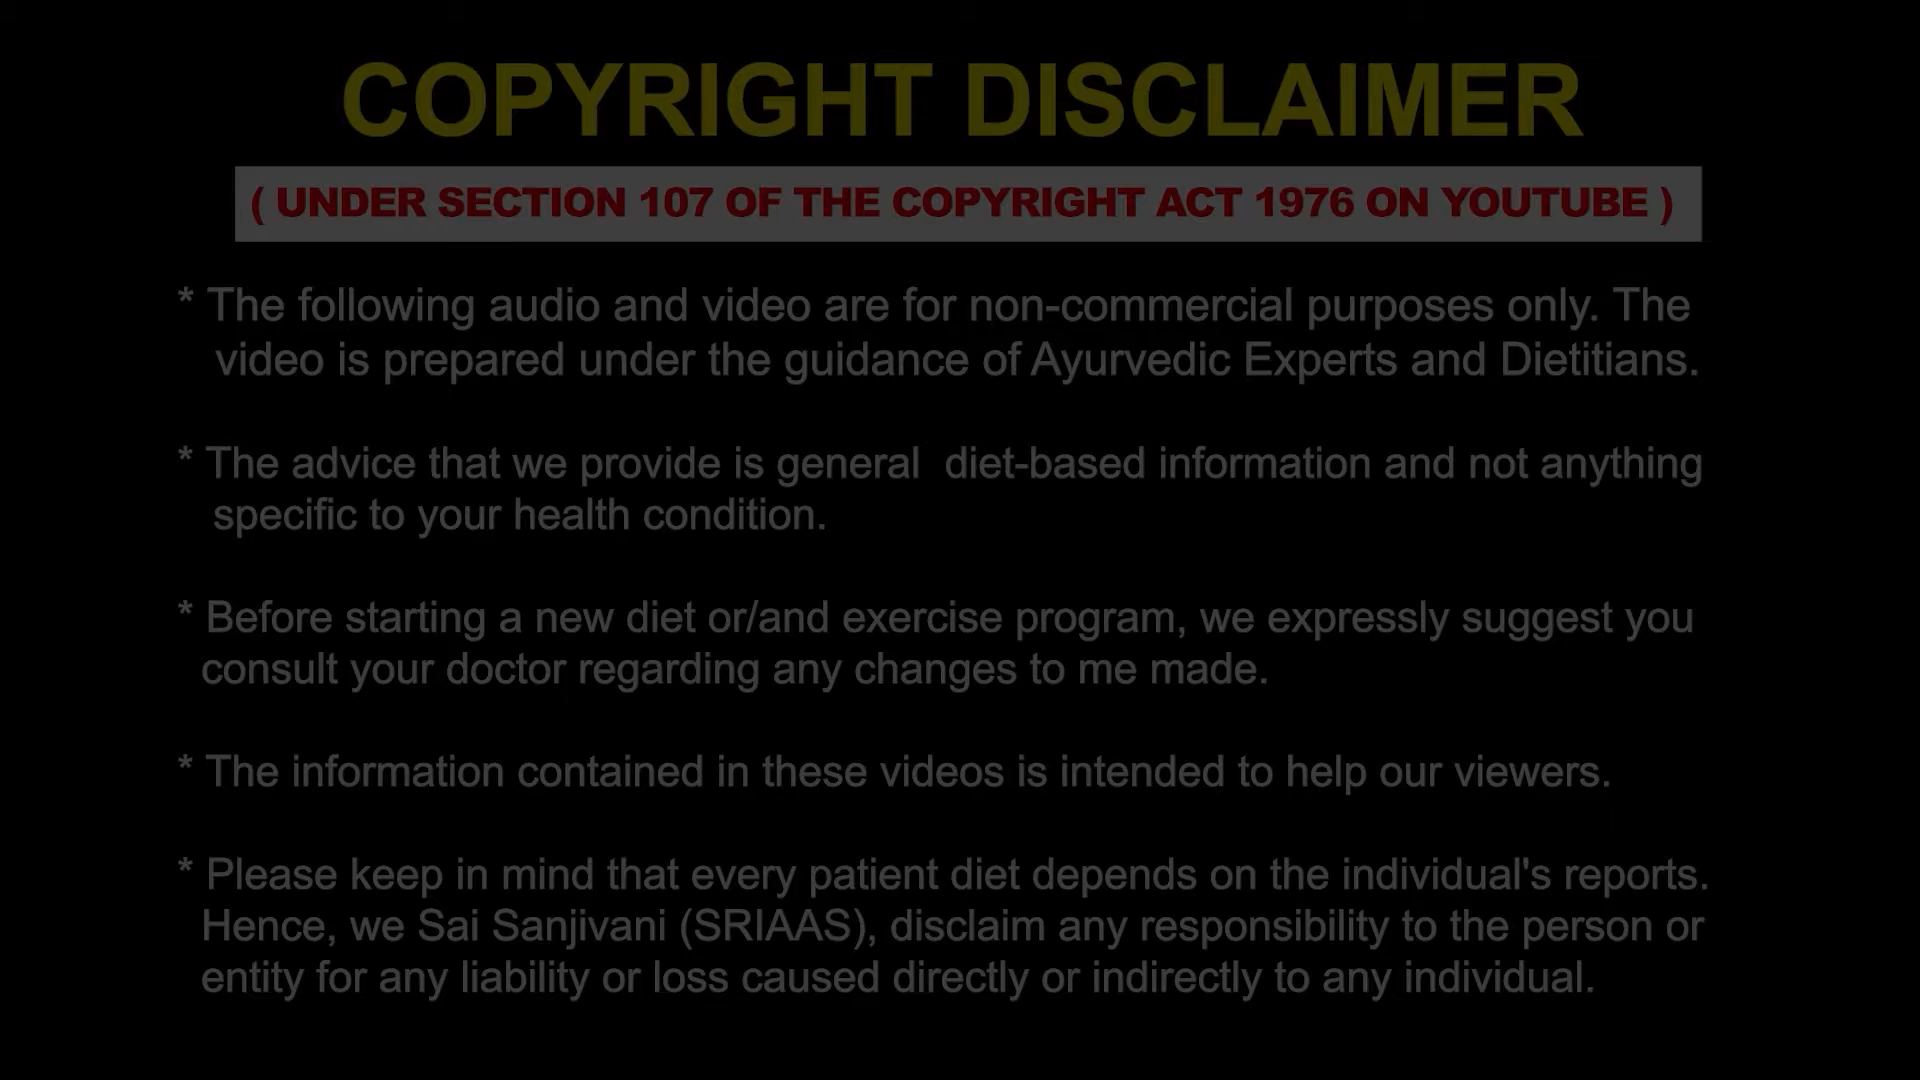 COPYRIGHT DISCLAIMER
( UNDER SECTION 107 OF THE COPYRIGHT ACT 1976 ON YOUTUBE )
* The following audio and video are for non-commercial purposes only. The
video is prepared under the guidance of Ayurvedic Experts and Dietitians.
* The advice that we provide is general  diet-based information and not anything
specific to your health condition.
* Before starting a new diet or/and exercise program, we expressly suggest you
consult your doctor regarding any changes to me made.
* The information contained in these videos is intended to help our viewers.
* Please keep in mind that every patient diet depends on the individual's reports.
Hence, we Sai Sanjivani (SRIAAS), disclaim any responsibility to the person or
entity for any liability or loss caused directly or indirectly to any individual.